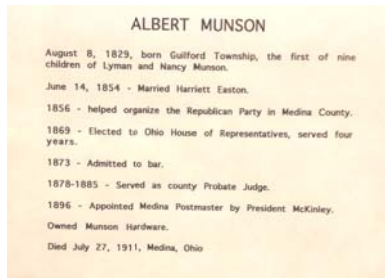 ALBERT MUNSON
August 8, 1829, born Guilford Township, the first of nine
children of Lyman and Nancy Munson.
June 14, 1854 - Married Harriett Easton.
1856 - helped organize the Republican Party in Medina County.
1869 - Elected to Ohio House of Representatives, served four
years.
1873 - Admitted to bar.
1878-1885 - Served as county Probate Judge.
1896 - Appointed Medina Postmaster by President McKinley.
Owned Munson Hardware.
Died July 27, 1911, Medina, Ohio